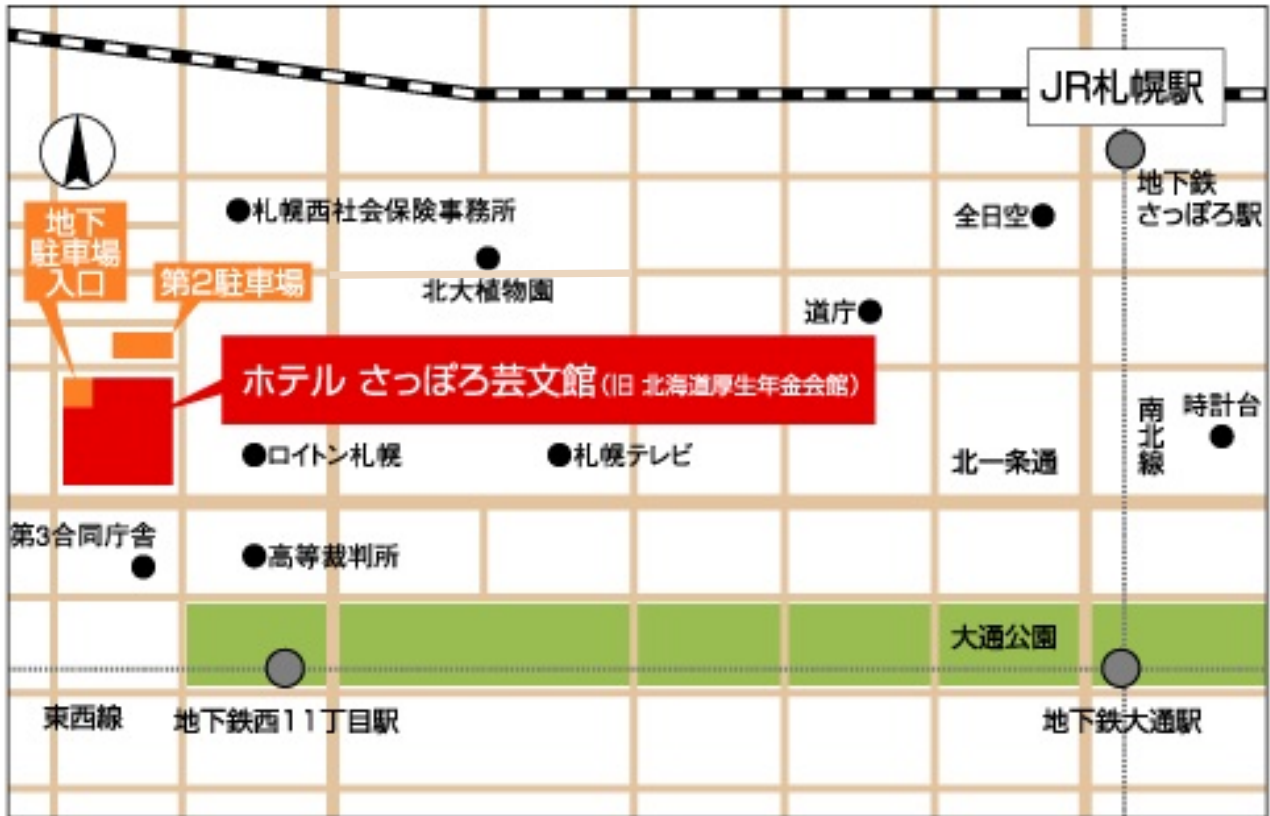 JR札幌駅
地下鉄
さっぽろ駅
●札幌西社会保険事務所
全日空●
地下
駐車場
入口
第2駐車場
北大植物園
道庁●
ホテル さっぽろ芸文館(旧 北海道厚生年金会館)
南北線
時計台
●ロイトン札幌
●札幌テレビ
北一条通
第3合同庁舎
●高等裁判所
大通公園
東西線
地下鉄西11丁目駅
地下鉄大通駅